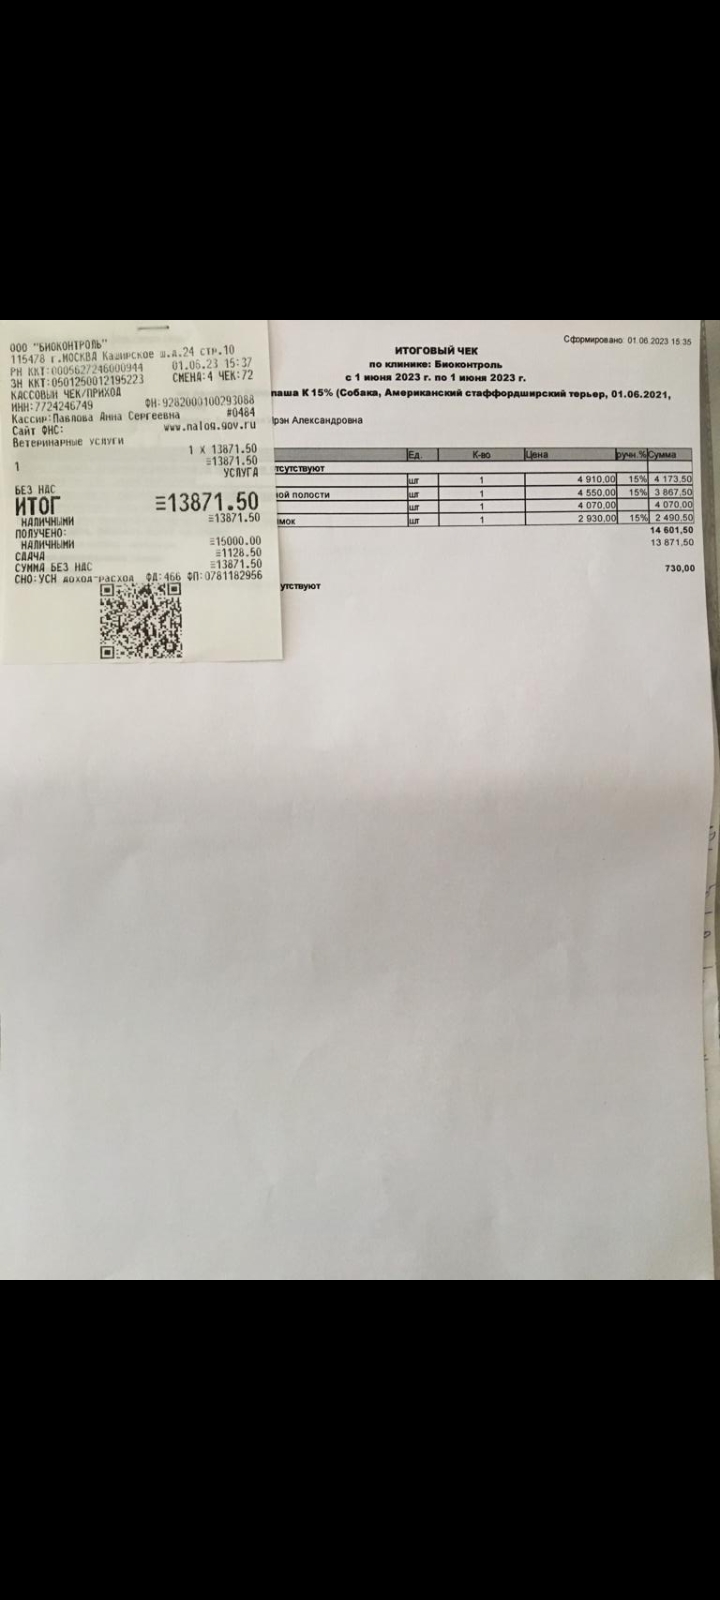 ООО "БИОКОНТРОЛЬ"
115478 г.МОСКВА Каширское ш.д.24 стр.10
РН ККТ:0005627246000944 01.06.23 15:37
ЗН ККТ:0501250012195223 СМЕНА:4 ЧЕК:72
КАССОВЫЙ ЧЕК/ПРИХОД
ИНН:7724246749 ФН:9282000100293088
Кассир:Павлова Анна Сергеевна #0484
Сайт ФНС: www.nalog.gov.ru
Ветеринарные услуги
1 X 13871.50
1 ≡13871.50
УСЛУГА
БЕЗ НДС
ИТОГ ≡13871.50
НАЛИЧНЫМИ ≡13871.50
ПОЛУЧЕНО:
НАЛИЧНЫМИ ≡15000.00
СДАЧА ≡1128.50
СУММА БЕЗ НДС ≡13871.50
СНО:УСН доход-расход ФД:466 ФП:0781182956
Сформировано 01.06.2023 15:35
ИТОГОВЫЙ ЧЕК
по клинике: Биоконтроль
с 1 июня 2023 г. по 1 июня 2023 г.
паша К 15% (Собака, Американский стаффордширский терьер, 01.06.2021,
Ирэн Александровна
Ед. К-во Цена ручн.% Сумма
тсутствуют
шт 1 4 910,00 15% 4 173,50
ной полости шт 1 4 550,00 15% 3 867,50
шт 1 4 070,00 4 070,00
мок шт 1 2 930,00 15% 2 490,50
14 601,50
13 871,50
730,00
утствуют